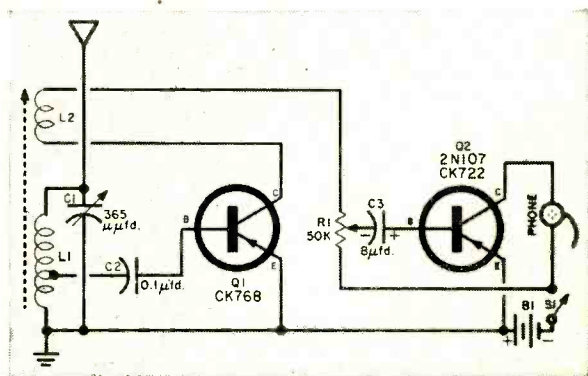 L2
C1
365
μμfd.
L1
C2
0.1μfd.
B
C
E
Q1
CK768
R1
50K
C3
- +
8μfd.
B
Q2
2N107
CK722
C
E
PHONE
B1
+ -
S1